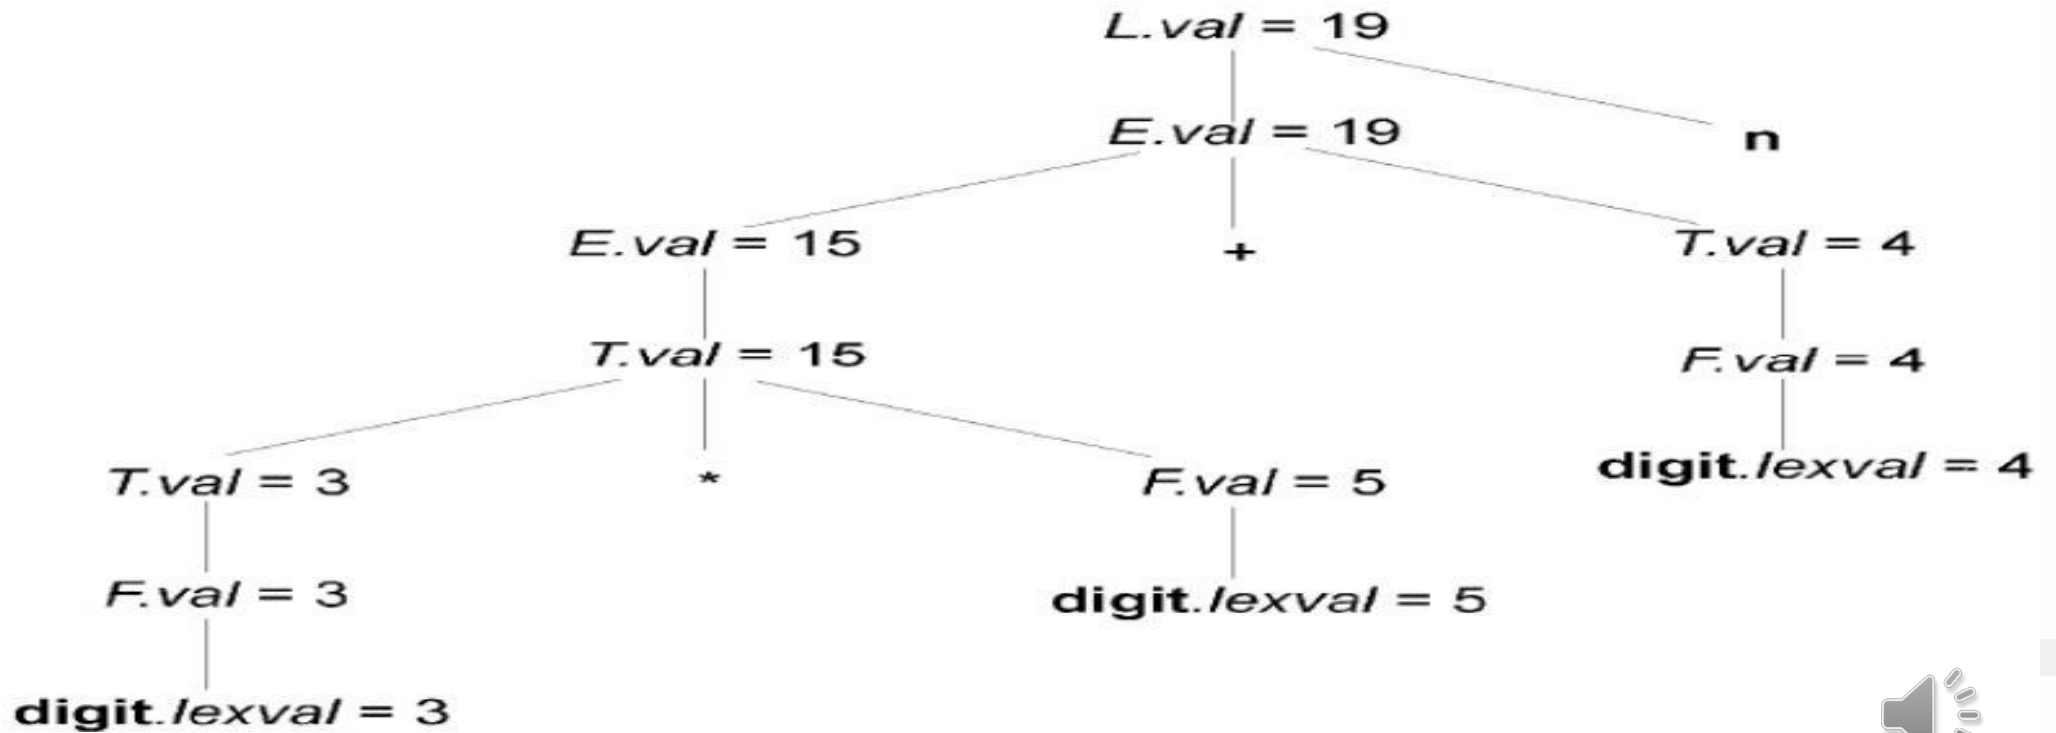 L.val = 19
E.val = 19
n
E.val = 15
+
T.val = 4
T.val = 15
F.val = 4
T.val = 3
*
F.val = 5
digit.lexval = 4
F.val = 3
digit.lexval = 5
digit.lexval = 3